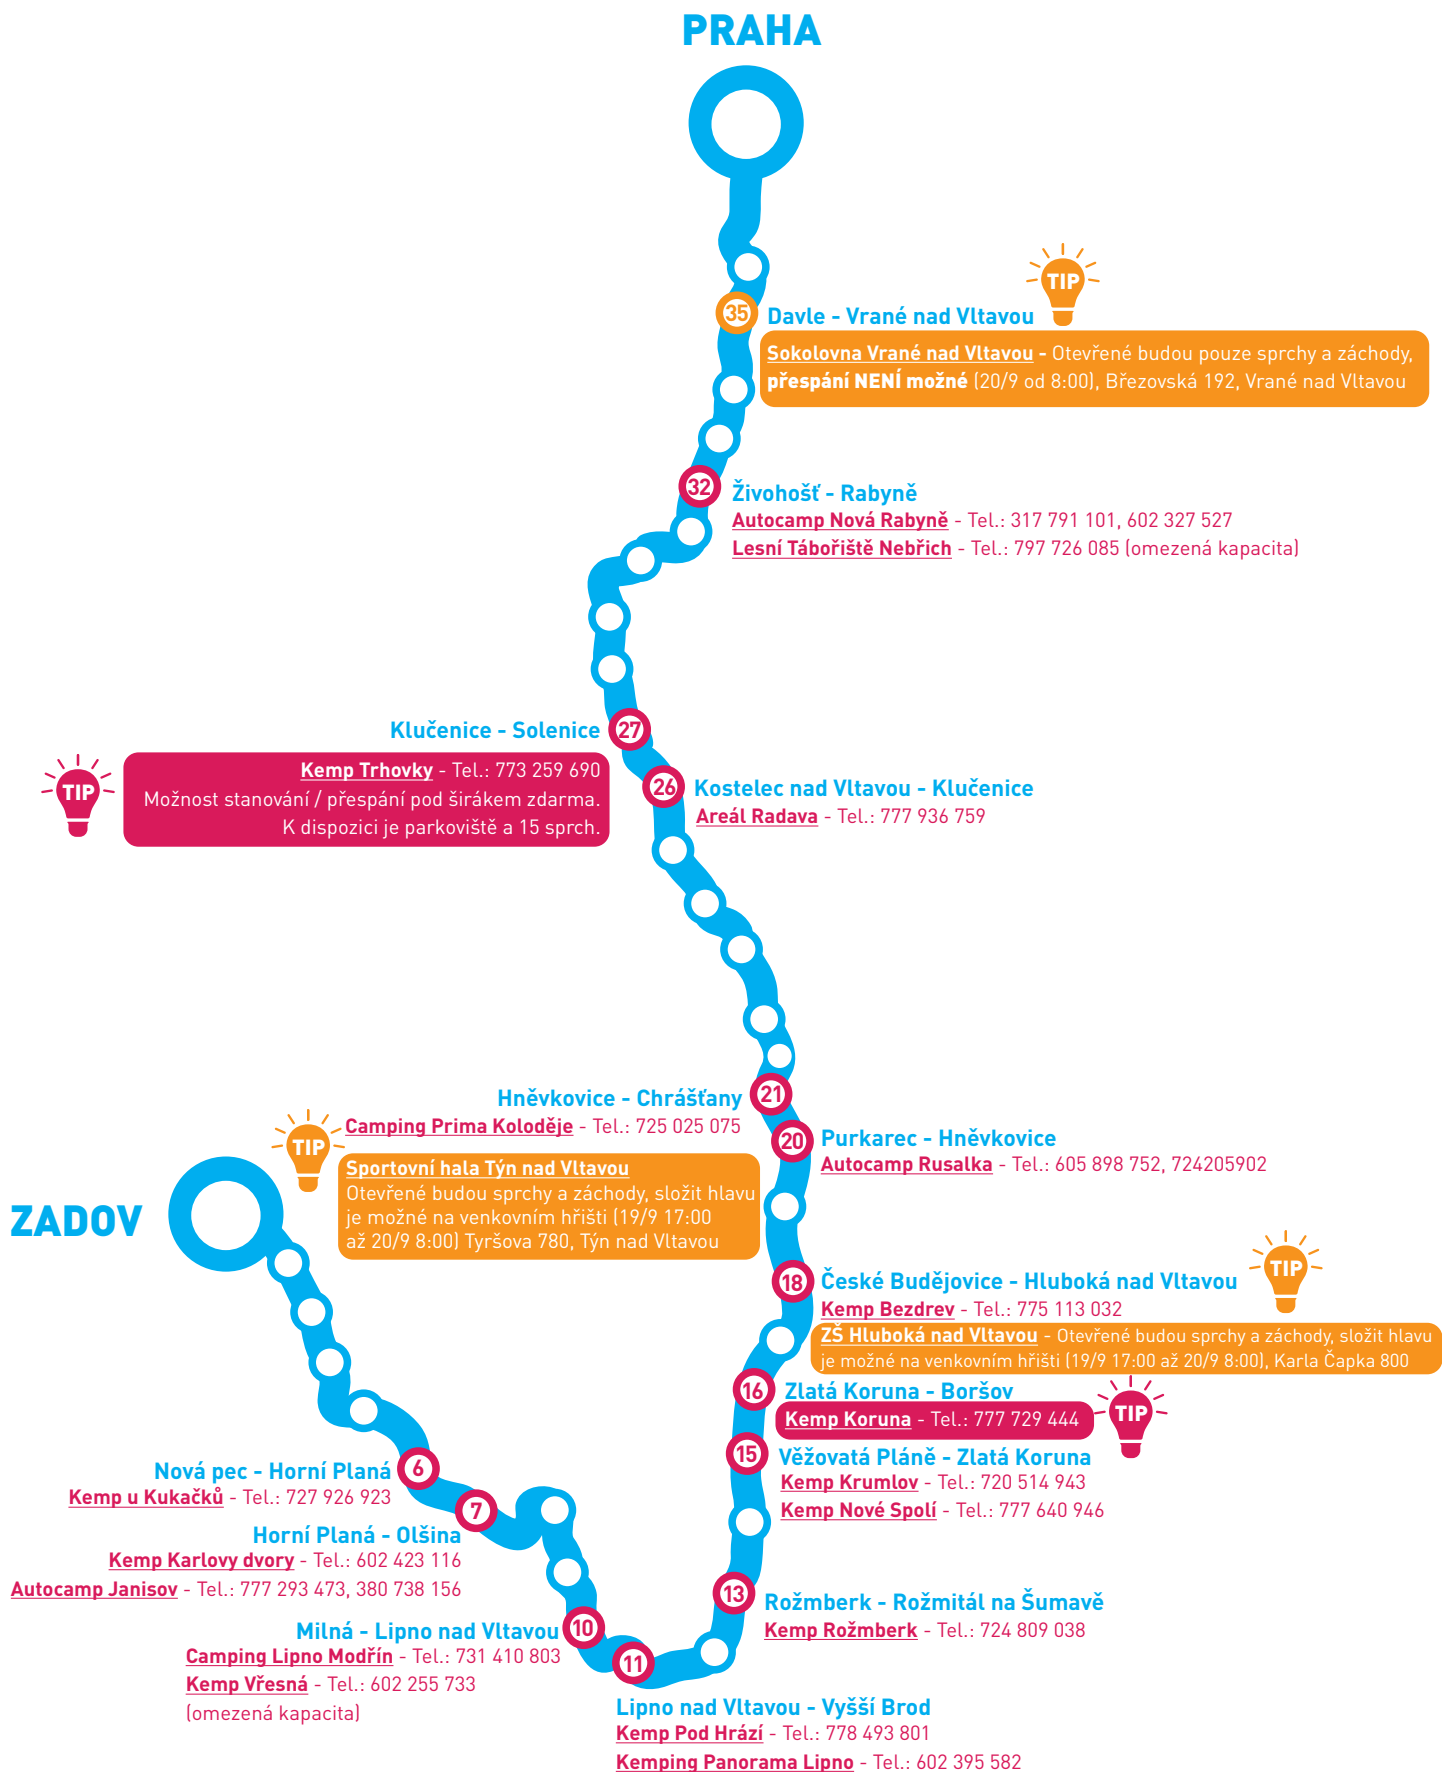 PRAHA
TIP
35
Davle - Vrané nad Vltavou
Sokolovna Vrané nad Vltavou - Otevřené budou pouze sprchy a záchody,
přespání NENÍ možné (20/9 od 8:00), Březovská 192, Vrané nad Vltavou
32
Živohošť - Rabyně
Autocamp Nová Rabyně - Tel.: 317 791 101, 602 327 527
Lesní Tábořiště Nebřich - Tel.: 797 726 085 (omezená kapacita)
Klučenice - Solenice
27
TIP
Kemp Trhovky - Tel.: 773 259 690
Možnost stanování / přespání pod širákem zdarma.
K dispozici je parkoviště a 15 sprch.
26
Kostelec nad Vltavou - Klučenice
Areál Radava - Tel.: 777 936 759
Hněvkovice - Chrášťany
21
Camping Prima Koloděje - Tel.: 725 025 075
TIP
Sportovní hala Týn nad Vltavou
Otevřené budou sprchy a záchody, složit hlavu
je možné na venkovním hřišti (19/9 17:00
až 20/9 8:00) Tyršova 780, Týn nad Vltavou
20
Purkarec - Hněvkovice
Autocamp Rusalka - Tel.: 605 898 752, 724205902
ZADOV
18
České Budějovice - Hluboká nad Vltavou
TIP
Kemp Bezdrev - Tel.: 775 113 032
ZŠ Hluboká nad Vltavou - Otevřené budou sprchy a záchody, složit hlavu
je možné na venkovním hřišti (19/9 17:00 až 20/9 8:00), Karla Čapka 800
16
Zlatá Koruna - Boršov
Kemp Koruna - Tel.: 777 729 444
TIP
15
Věžovatá Pláně - Zlatá Koruna
Kemp Krumlov - Tel.: 720 514 943
Kemp Nové Spolí - Tel.: 777 640 946
Nová pec - Horní Planá
6
Kemp u Kukačků - Tel.: 727 926 923
7
Horní Planá - Olšina
Kemp Karlovy dvory - Tel.: 602 423 116
Autocamp Janisov - Tel.: 777 293 473, 380 738 156
13
Rožmberk - Rožmitál na Šumavě
Kemp Rožmberk - Tel.: 724 809 038
Milná - Lipno nad Vltavou
10
Camping Lipno Modřín - Tel.: 731 410 803
Kemp Vřesná - Tel.: 602 255 733
(omezená kapacita)
11
Lipno nad Vltavou - Vyšší Brod
Kemp Pod Hrází - Tel.: 778 493 801
Kemping Panorama Lipno - Tel.: 602 395 582